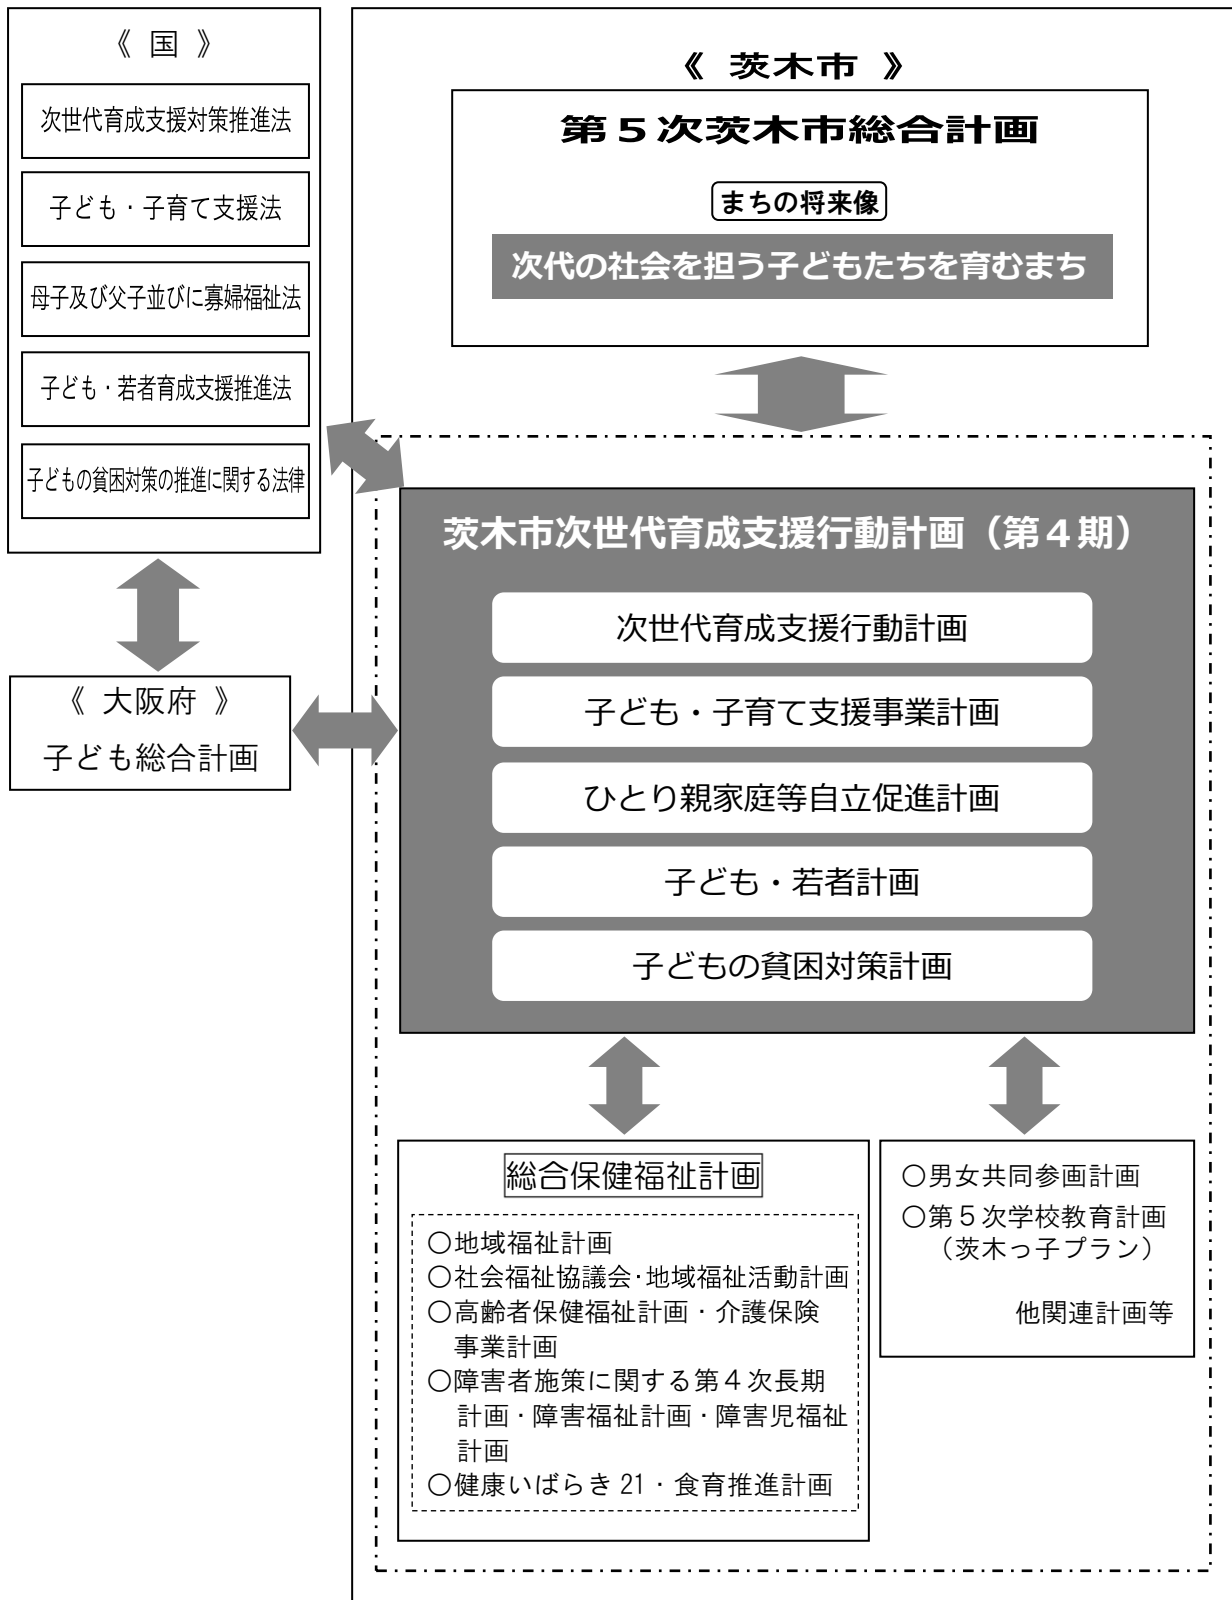 《 国 》
次世代育成支援対策推進法
子ども・子育て支援法
母子及び父子並びに寡婦福祉法
子ども・若者育成支援推進法
子どもの貧困対策の推進に関する法律
《 大阪府 》
子ども総合計画
《 茨木市 》
第５次茨木市総合計画
まちの将来像
次代の社会を担う子どもたちを育むまち
茨木市次世代育成支援行動計画（第４期）
次世代育成支援行動計画
子ども・子育て支援事業計画
ひとり親家庭等自立促進計画
子ども・若者計画
子どもの貧困対策計画
総合保健福祉計画
○地域福祉計画
○社会福祉協議会・地域福祉活動計画
○高齢者保健福祉計画・介護保険
事業計画
○障害者施策に関する第４次長期
計画・障害福祉計画・障害児福祉
計画
○健康いばらき 21・食育推進計画
○男女共同参画計画
○第５次学校教育計画
（茨木っ子プラン）
他関連計画等